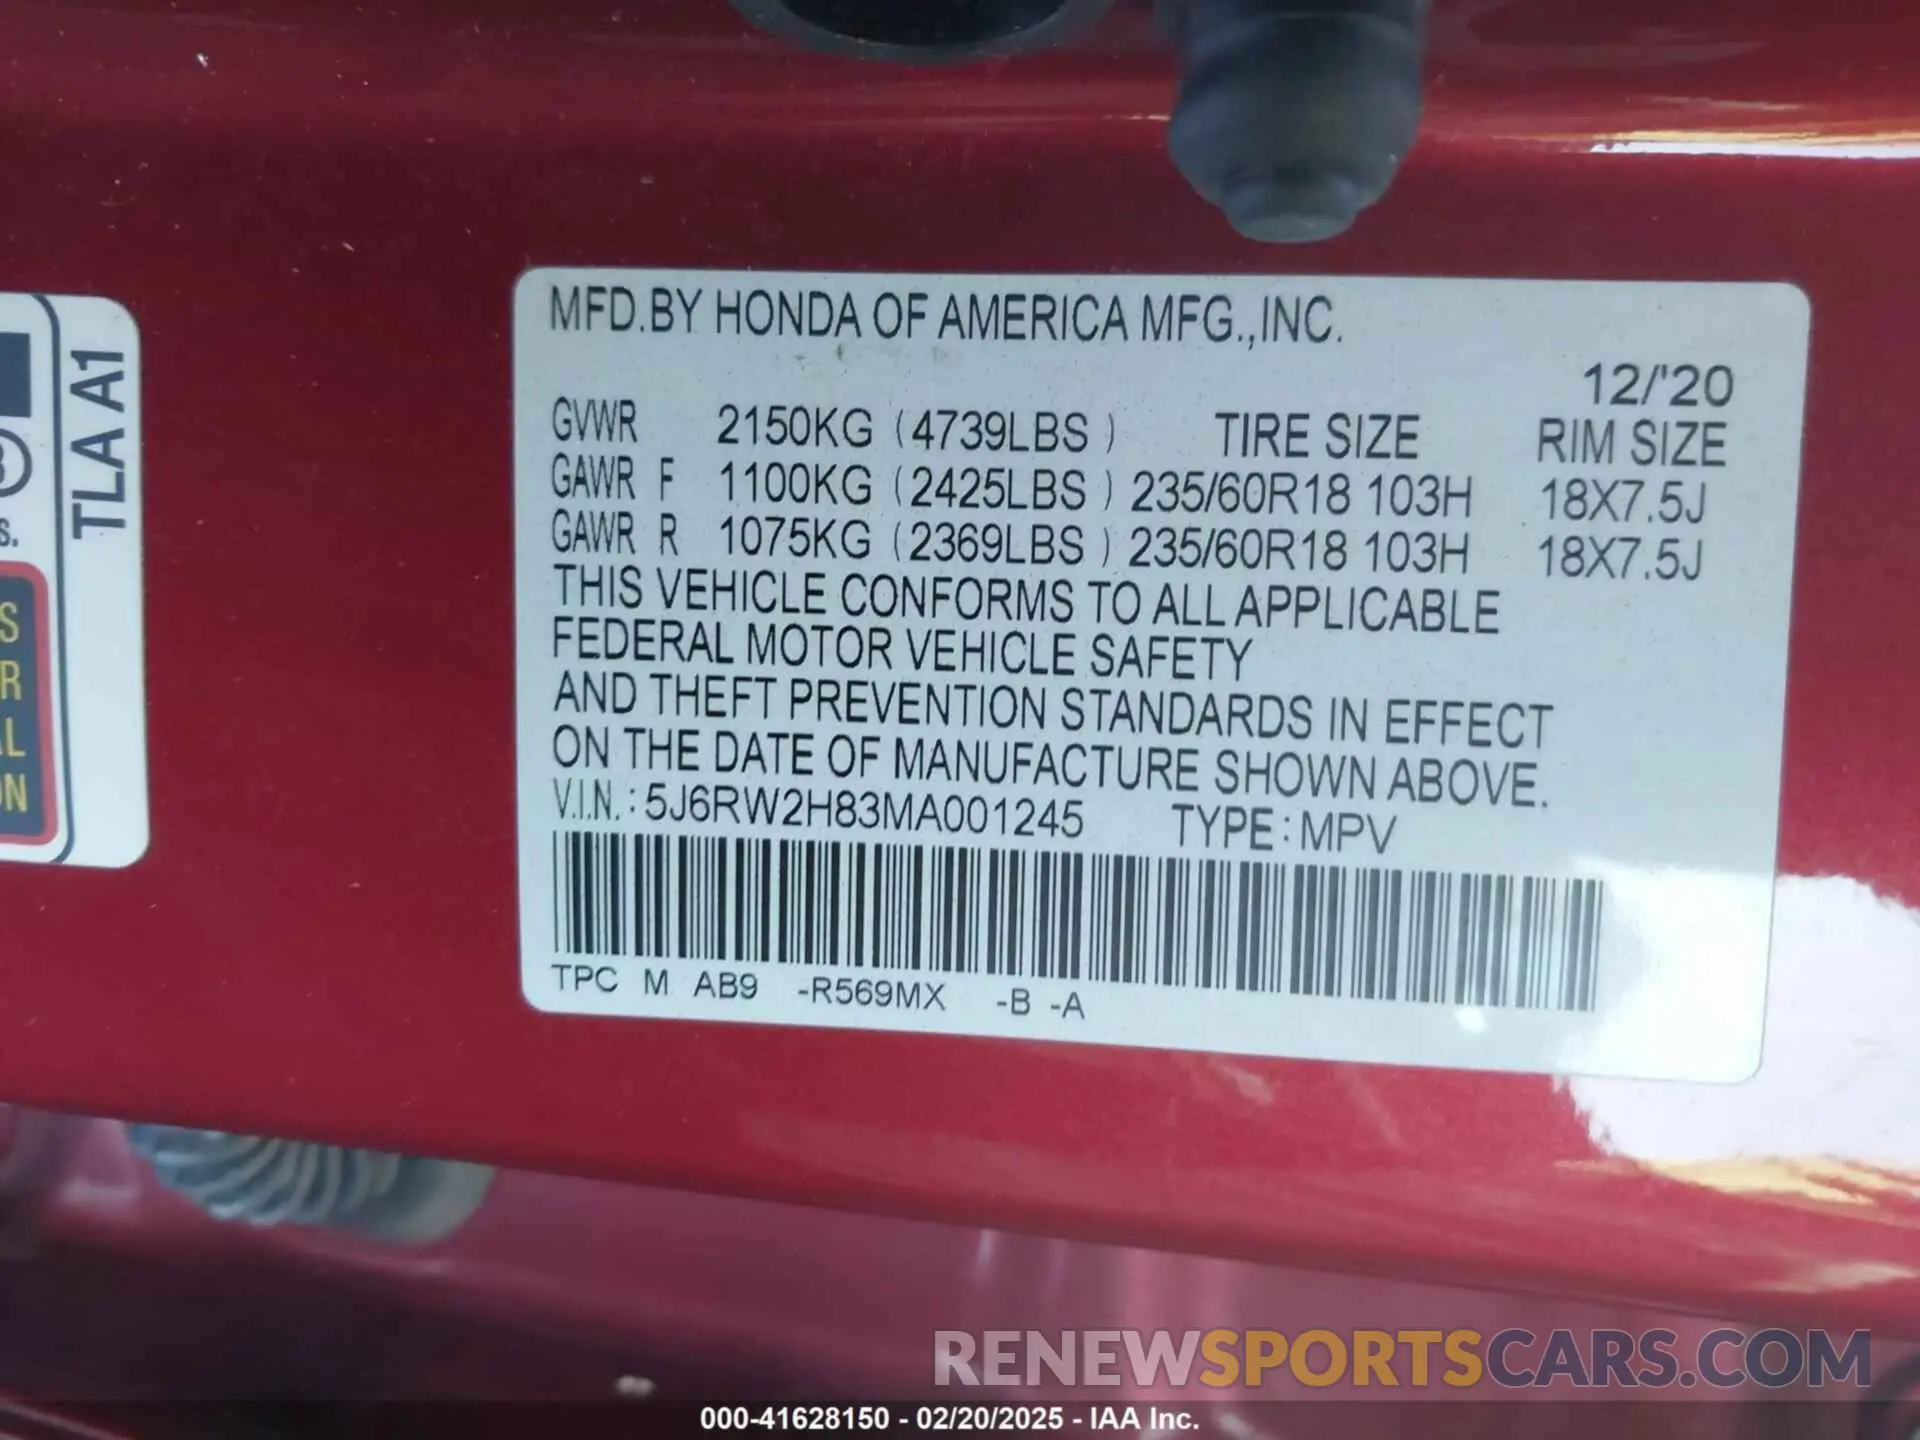 MFD.BY HONDA OF AMERICA MFG.,INC.
12/'20
GVWR 2150KG (4739LBS ) TIRE SIZE RIM SIZE
GAWR F 1100KG (2425LBS ) 235/60R18 103H 18X7.5J
GAWR R 1075KG (2369LBS ) 235/60R18 103H 18X7.5J
THIS VEHICLE CONFORMS TO ALL APPLICABLE
FEDERAL MOTOR VEHICLE SAFETY
AND THEFT PREVENTION STANDARDS IN EFFECT
ON THE DATE OF MANUFACTURE SHOWN ABOVE.
V.I.N.: 5J6RW2H83MA001245 TYPE: MPV
TPC M AB9 -R569MX -B -A
TLA A1
RENEWSPORTSCARS.COM
000-41628150 - 02/20/2025 - IAA Inc.